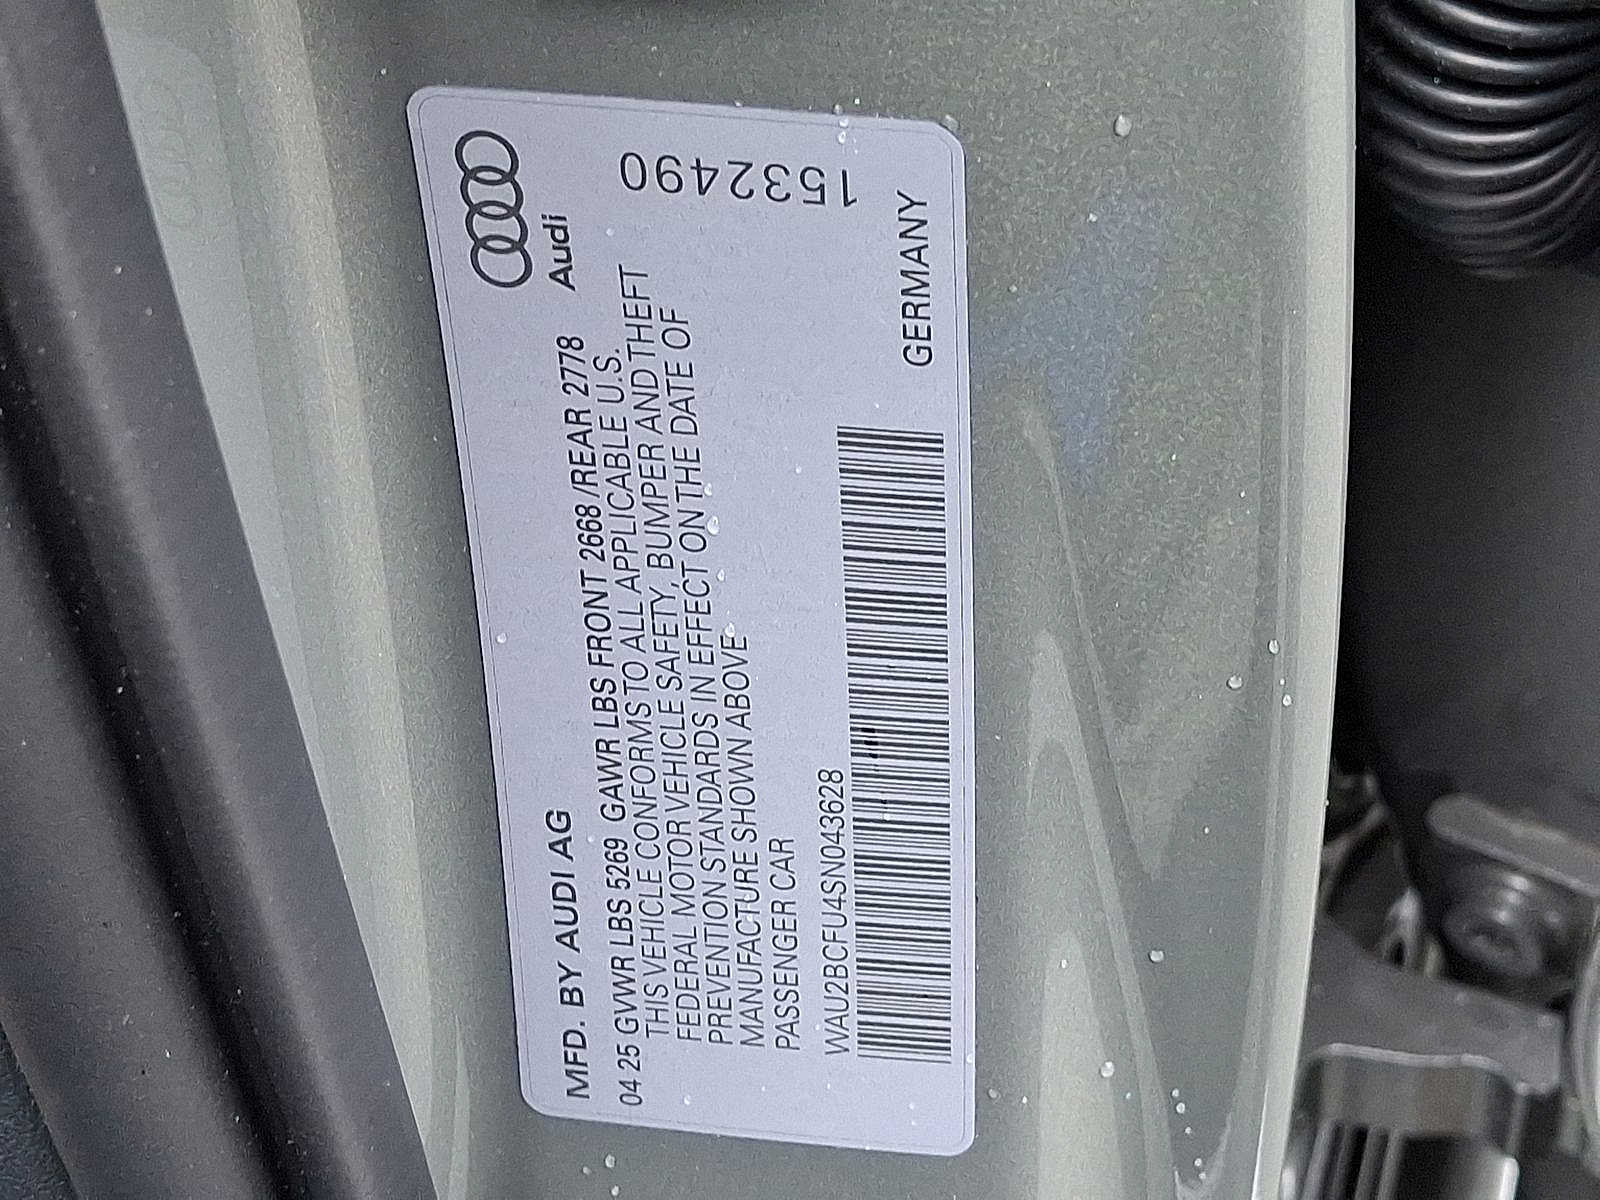 Audi
MFD. BY AUDI AG
04 25 GVWR LBS 5269 GAWR LBS FRONT 2668/REAR 2778
THIS VEHICLE CONFORMS TO ALL APPLICABLE U.S.
FEDERAL MOTOR VEHICLE SAFETY, BUMPER AND THEFT
PREVENTION STANDARDS IN EFFECT ON THE DATE OF
MANUFACTURE SHOWN ABOVE
PASSENGER CAR
1532490
WAU2BCFU4SN043628
GERMANY